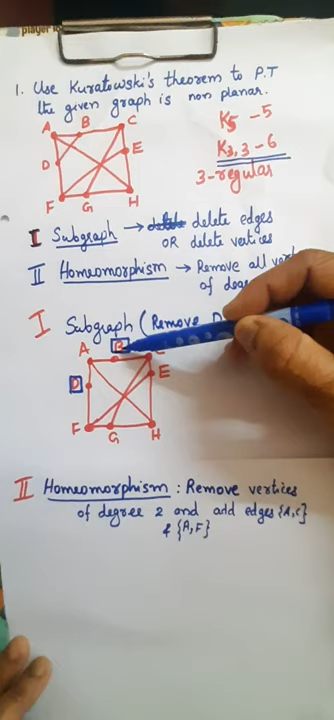 player
1. Use Kuratowski's theorem to P.T
the given graph is non planar.
K5 - 5
K3,3 - 6
3-regular
A B C
D E
F G H
I Subgraph → delete edges
OR delete vertices
II Homeomorphism → Remove all
of
I Subgraph (Remove
A B
D E
F G H
II Homeomorphism : Remove vertices
of degree 2 and add edges {A,C}
& {A,F}